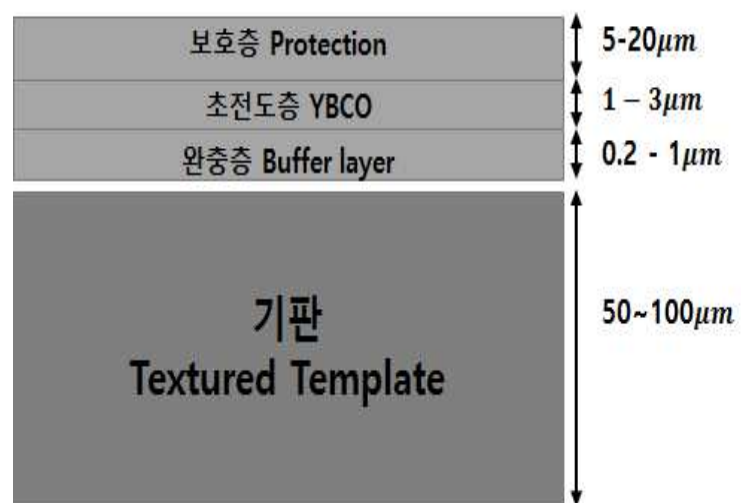 보호층 Protection
5-20μm
초전도층 YBCO
1 – 3μm
완충층 Buffer layer
0.2 - 1μm
기판
Textured Template
50~100μm